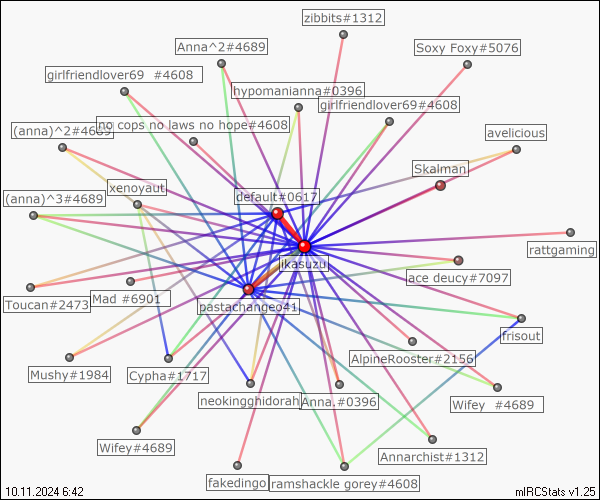 zibbits#1312
Anna^2#4689
Soxy Foxy#5076
girlfriendlover69 #4608
hypomanianna#0396
girlfriendlover69#4608
(anna)^2#4689
no cops no laws no hope#4608
avelicious
Skalman
xenoyaut
default#0617
(anna)^3#4689
rattgaming
jikasuzu
ace deucy#7097
Toucan#2473
Mad #6901
pastachangeo41
frisout
AlpineRooster#2156
Mushy#1984
Cypha#1717
neokingghidorah
Anna.#0396
Wifey #4689
Wifey#4689
Annarchist#1312
fakedingo
ramshackle gorey#4608
10.11.2024 6:42
mIRCStats v1.25